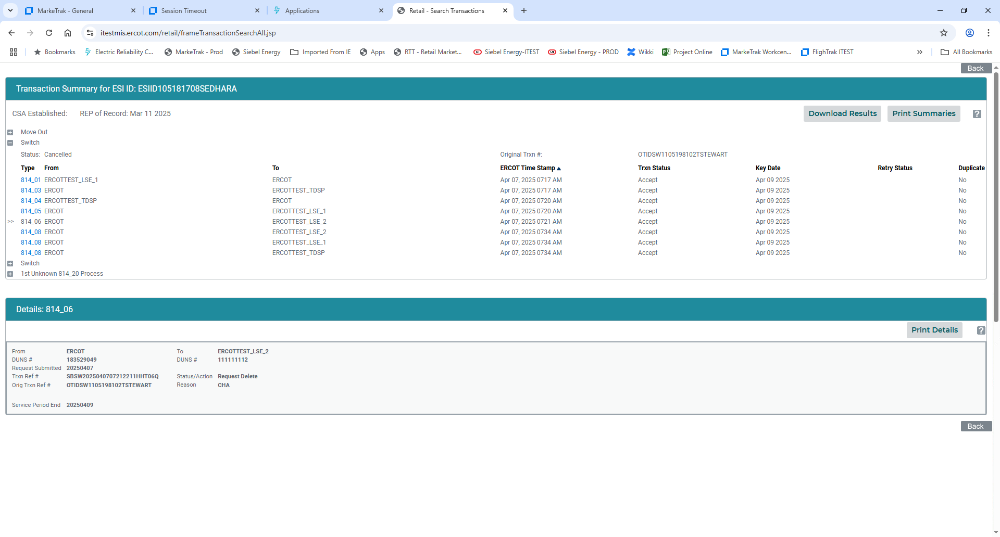 MarkeTrak - General
Session Timeout
Applications
Retail - Search Transactions
itestmis.ercot.com/retail/frameTransactionSearchAll.jsp
Bookmarks Electric Reliability C... MarkeTrak - Prod Siebel Energy Imported From IE Apps RTT - Retail Market... Siebel Energy-ITEST Siebel Energy - PROD Wikki Project Online MarkeTrak Workcen... FlighTrak ITEST All Bookmarks
Back
Transaction Summary for ESI ID: ESIID105181708SEDHARA
CSA Established: REP of Record: Mar 11 2025 Download Results Print Summaries ?
Move Out
Switch
Status: Cancelled Original Trxn #: OTIDSW1105198102TSTEWART
Type From To ERCOT Time Stamp Trxn Status Key Date Retry Status Duplicate
814_01 ERCOTTEST_LSE_1 ERCOT Apr 07, 2025 0717 AM Accept Apr 09 2025 No
814_03 ERCOT ERCOTTEST_TDSP Apr 07, 2025 0717 AM Accept Apr 09 2025 No
814_04 ERCOTTEST_TDSP ERCOT Apr 07, 2025 0720 AM Accept Apr 09 2025 No
814_05 ERCOT ERCOTTEST_LSE_1 Apr 07, 2025 0720 AM Accept Apr 09 2025 No
>> 814_06 ERCOT ERCOTTEST_LSE_2 Apr 07, 2025 0721 AM Accept Apr 09 2025 No
814_08 ERCOT ERCOTTEST_LSE_2 Apr 07, 2025 0734 AM Accept Apr 09 2025 No
814_08 ERCOT ERCOTTEST_LSE_1 Apr 07, 2025 0734 AM Accept Apr 09 2025 No
814_08 ERCOT ERCOTTEST_TDSP Apr 07, 2025 0734 AM Accept Apr 09 2025 No
Switch
1st Unknown 814_20 Process
Details: 814_06
Print Details ?
From ERCOT To ERCOTTEST_LSE_2
DUNS # 183529049 DUNS # 111111112
Request Submitted 20250407
Trxn Ref # SBSW2025040707212211HHT06Q Status/Action Request Delete
Orig Trxn Ref # OTIDSW1105198102TSTEWART Reason CHA
Service Period End 20250409
Back